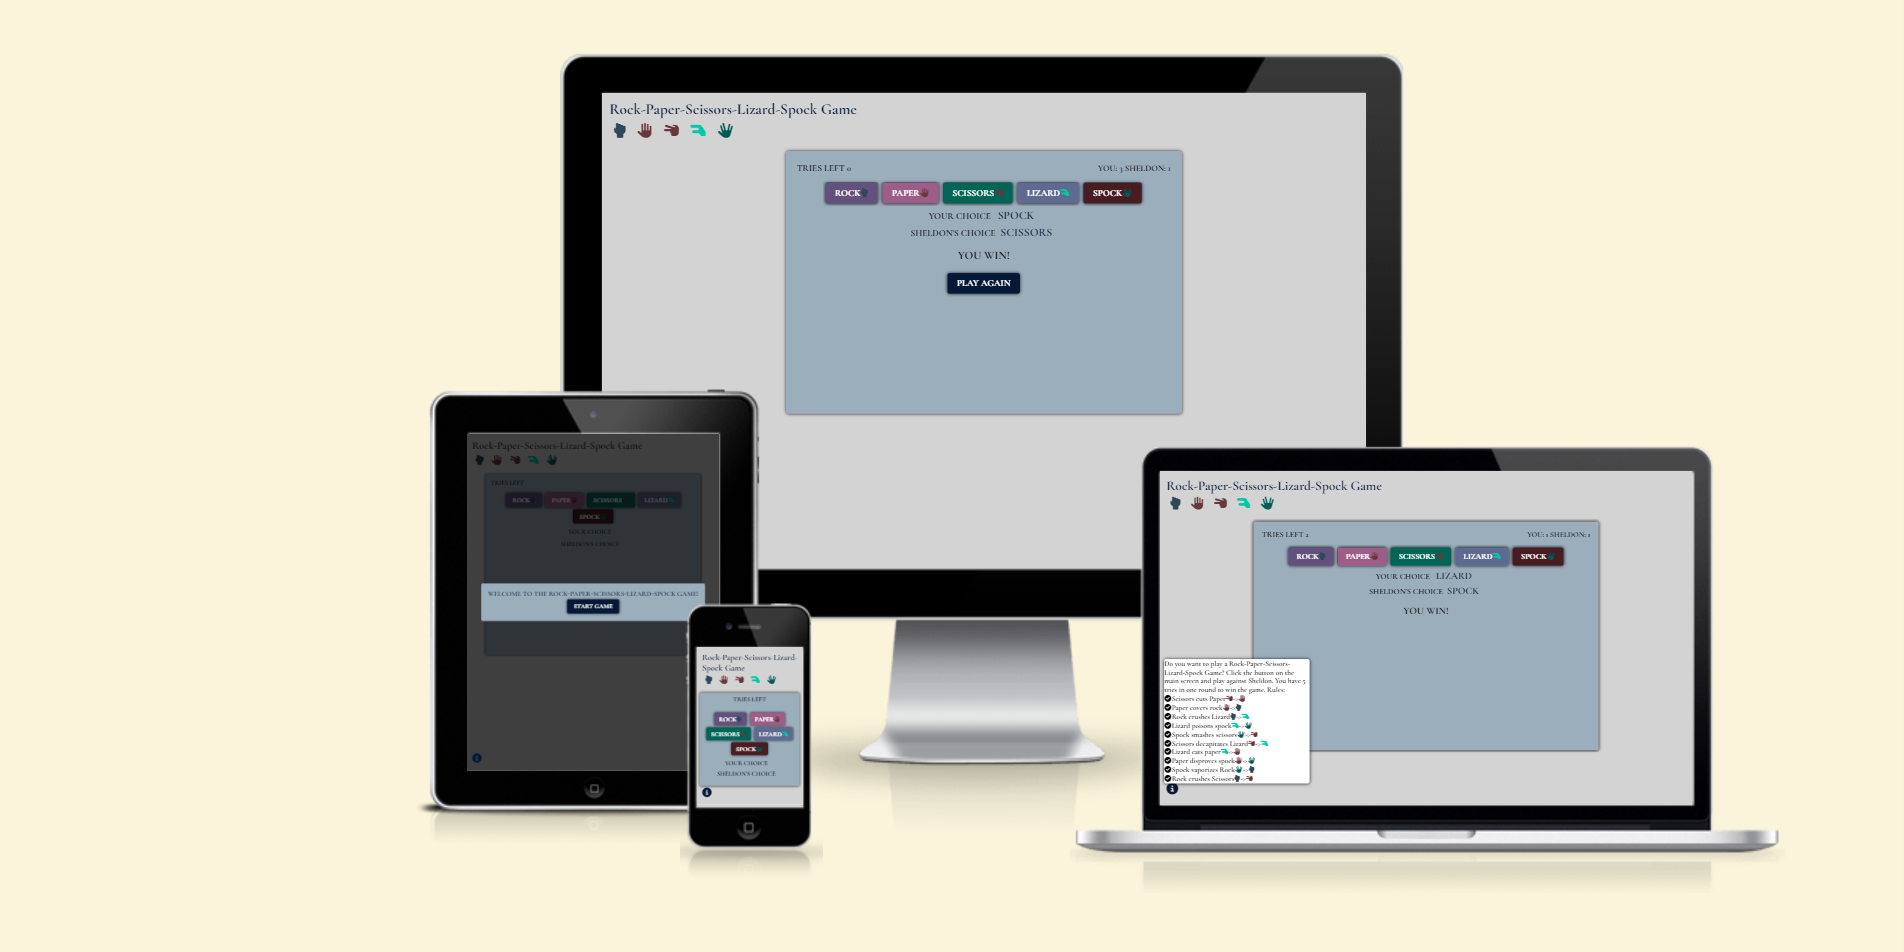 Rock-Paper-Scissors-Lizard-Spock Game
TRIES LEFT 0
YOU: 3 SHELDON: 1
ROCK PAPER SCISSORS LIZARD SPOCK
YOUR CHOICE SPOCK
SHELDON'S CHOICE SCISSORS
YOU WIN!
PLAY AGAIN
Rock-Paper-Scissors-Lizard-Spock Game
TRIES LEFT
ROCK PAPER SCISSORS LIZARD
SPOCK
YOUR CHOICE
SHELDON'S CHOICE
WELCOME TO THE ROCK-PAPER-SCISSORS-LIZARD-SPOCK GAME!
START GAME
Rock-Paper-Scissors-Lizard-
Spock Game
TRIES LEFT
ROCK PAPER
SCISSORS LIZARD
SPOCK
YOUR CHOICE
SHELDON'S CHOICE
Rock-Paper-Scissors-Lizard-Spock Game
TRIES LEFT 2
YOU: 1 SHELDON: 1
ROCK PAPER SCISSORS LIZARD SPOCK
YOUR CHOICE LIZARD
SHELDON'S CHOICE SPOCK
YOU WIN!
Do you want to play a Rock-Paper-Scissors-
Lizard-Spock Game? Click the button on the
main screen and play against Sheldon. You have 5
tries in one round to win the game. Rules:
Scissors cuts Paper->
Paper covers rock->
Rock crushes Lizard->
Lizard poisons spock->
Spock smashes scissors->
Scissors decapitates Lizard->
Lizard eats paper->
Paper disproves spock->
Spock vaporizes Rock->
Rock crushes Scissors->